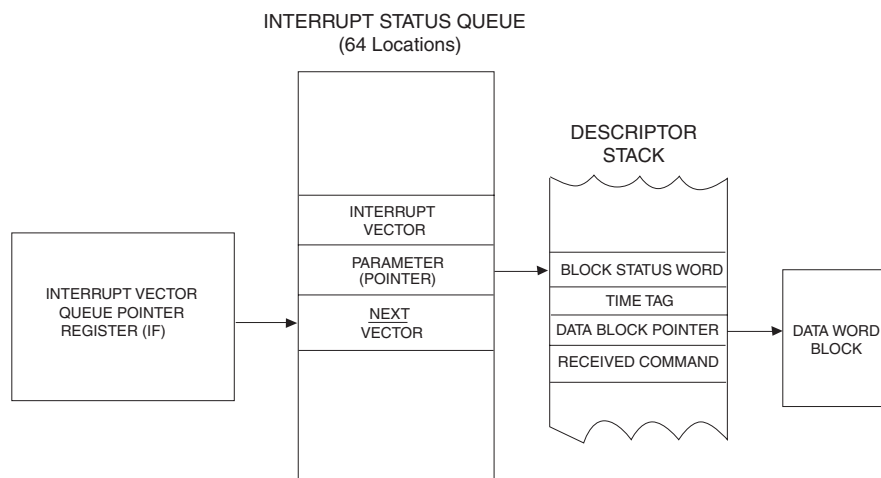 INTERRUPT STATUS QUEUE
(64 Locations)
DESCRIPTOR
STACK
INTERRUPT
VECTOR
PARAMETER
(POINTER)
NEXT
VECTOR
INTERRUPT VECTOR
QUEUE POINTER
REGISTER (IF)
BLOCK STATUS WORD
TIME TAG
DATA BLOCK POINTER
RECEIVED COMMAND
DATA WORD
BLOCK